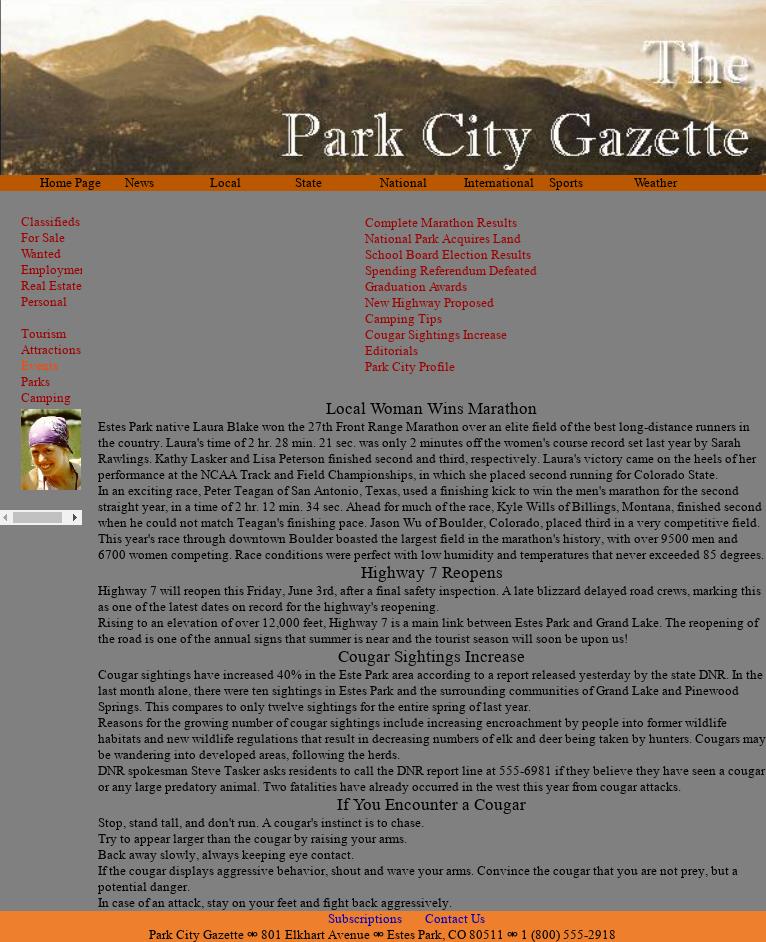 The
Park City Gazette
Home Page News Local State National International Sports Weather
Classifieds
For Sale
Wanted
Employmen
Real Estate
Personal
Tourism
Attractions
Events
Parks
Camping
Complete Marathon Results
National Park Acquires Land
School Board Election Results
Spending Referendum Defeated
Graduation Awards
New Highway Proposed
Camping Tips
Cougar Sightings Increase
Editorials
Park City Profile
Local Woman Wins Marathon
Estes Park native Laura Blake won the 27th Front Range Marathon over an elite field of the best long-distance runners in
the country. Laura's time of 2 hr. 28 min. 21 sec. was only 2 minutes off the women's course record set last year by Sarah
Rawlings. Kathy Lasker and Lisa Peterson finished second and third, respectively. Laura's victory came on the heels of her
performance at the NCAA Track and Field Championships, in which she placed second running for Colorado State.
In an exciting race, Peter Teagan of San Antonio, Texas, used a finishing kick to win the men's marathon for the second
straight year, in a time of 2 hr. 12 min. 34 sec. Ahead for much of the race, Kyle Wills of Billings, Montana, finished second
when he could not match Teagan's finishing pace. Jason Wu of Boulder, Colorado, placed third in a very competitive field.
This year's race through downtown Boulder boasted the largest field in the marathon's history, with over 9500 men and
6700 women competing. Race conditions were perfect with low humidity and temperatures that never exceeded 85 degrees.
Highway 7 Reopens
Highway 7 will reopen this Friday, June 3rd, after a final safety inspection. A late blizzard delayed road crews, marking this
as one of the latest dates on record for the highway's reopening.
Rising to an elevation of over 12,000 feet, Highway 7 is a main link between Estes Park and Grand Lake. The reopening of
the road is one of the annual signs that summer is near and the tourist season will soon be upon us!
Cougar Sightings Increase
Cougar sightings have increased 40% in the Este Park area according to a report released yesterday by the state DNR. In the
last month alone, there were ten sightings in Estes Park and the surrounding communities of Grand Lake and Pinewood
Springs. This compares to only twelve sightings for the entire spring of last year.
Reasons for the growing number of cougar sightings include increasing encroachment by people into former wildlife
habitats and new wildlife regulations that result in decreasing numbers of elk and deer being taken by hunters. Cougars may
be wandering into developed areas, following the herds.
DNR spokesman Steve Tasker asks residents to call the DNR report line at 555-6981 if they believe they have seen a cougar
or any large predatory animal. Two fatalities have already occurred in the west this year from cougar attacks.
If You Encounter a Cougar
Stop, stand tall, and don't run. A cougar's instinct is to chase.
Try to appear larger than the cougar by raising your arms.
Back away slowly, always keeping eye contact.
If the cougar displays aggressive behavior, shout and wave your arms. Convince the cougar that you are not prey, but a
potential danger.
In case of an attack, stay on your feet and fight back aggressively.
Subscriptions Contact Us
Park City Gazette ⚮ 801 Elkhart Avenue ⚮ Estes Park, CO 80511 ⚮ 1 (800) 555-2918